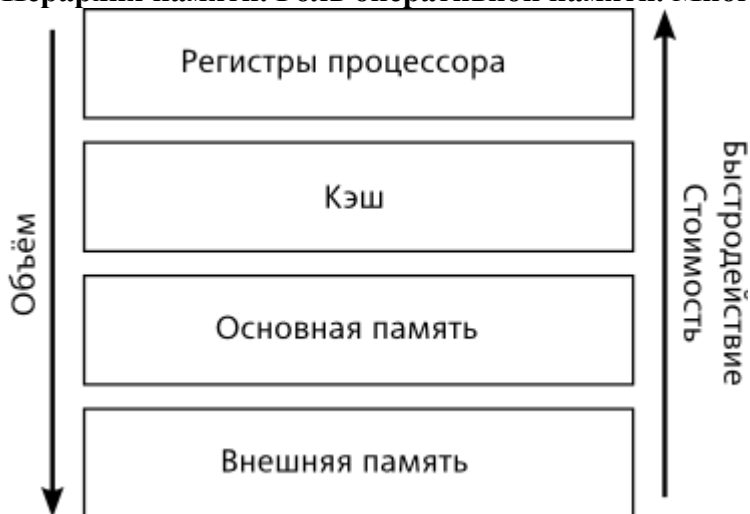 Регистры процессора
Кэш
Основная память
Внешняя память
Объём
Быстродействие
Стоимость